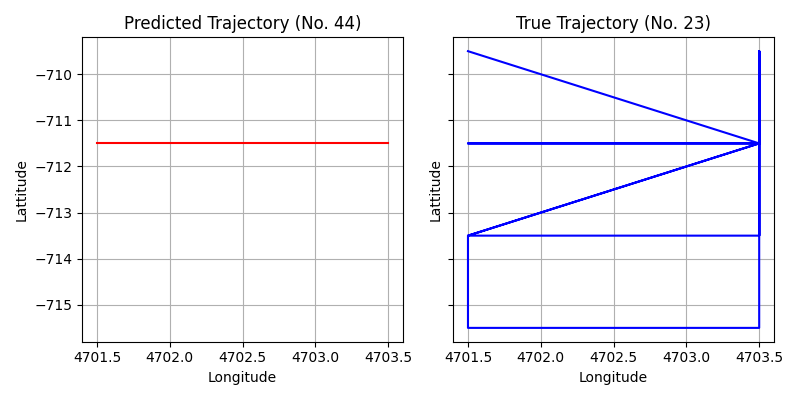 Predicted Trajectory (No. 44)
True Trajectory (No. 23)
Lattitude
−710
−711
−712
−713
−714
−715
4701.5 4702.0 4702.5 4703.0 4703.5
Longitude
Lattitude
4701.5 4702.0 4702.5 4703.0 4703.5
Longitude